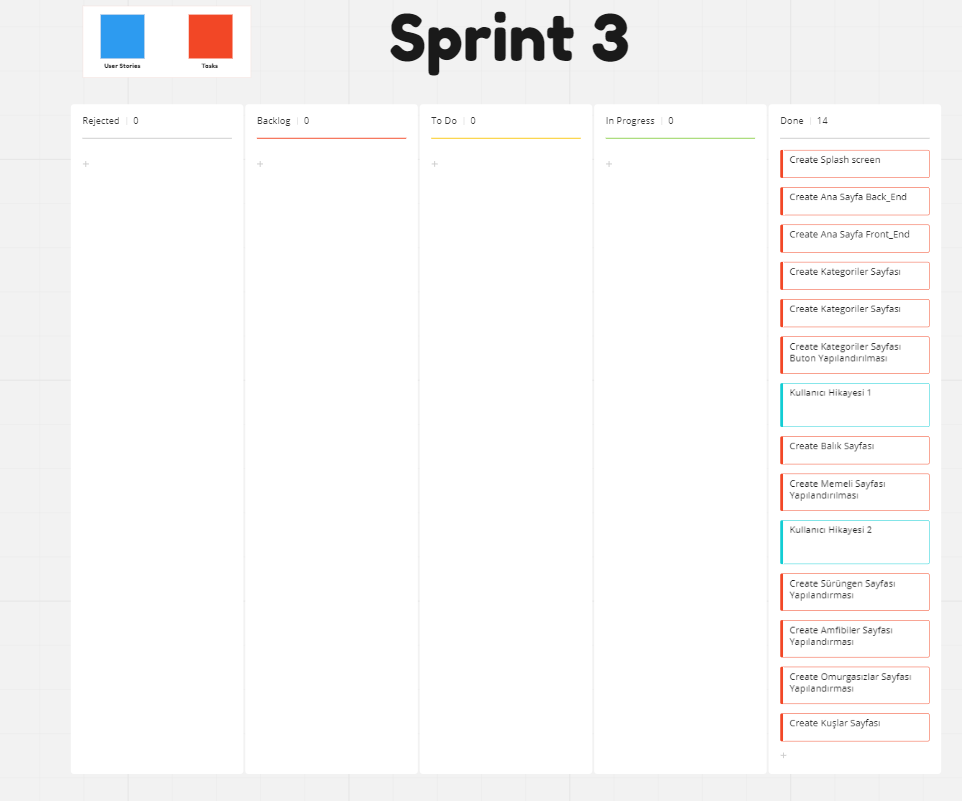 Sprint 3
User Stories
Tasks
Rejected | 0
Backlog | 0
To Do | 0
In Progress | 0
Done | 14
+
+
+
+
Create Splash screen
Create Ana Sayfa Back_End
Create Ana Sayfa Front_End
Create Kategoriler Sayfası
Create Kategoriler Sayfası
Create Kategoriler Sayfası
Buton Yapılandırılması
Kullanıcı Hikayesi 1
Create Balık Sayfası
Create Memeli Sayfası
Yapılandırılması
Kullanıcı Hikayesi 2
Create Sürüngen Sayfası
Yapılandırması
Create Amfibiler Sayfası
Yapılandırması
Create Omurgasızlar Sayfası
Yapılandırması
Create Kuşlar Sayfası
+